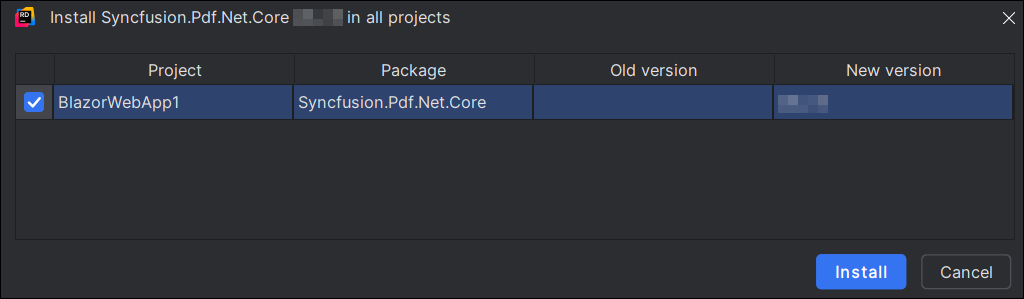 RD Install Syncfusion.Pdf.Net.Core in all projects
Project Package Old version New version
BlazorWebApp1 Syncfusion.Pdf.Net.Core
Install Cancel